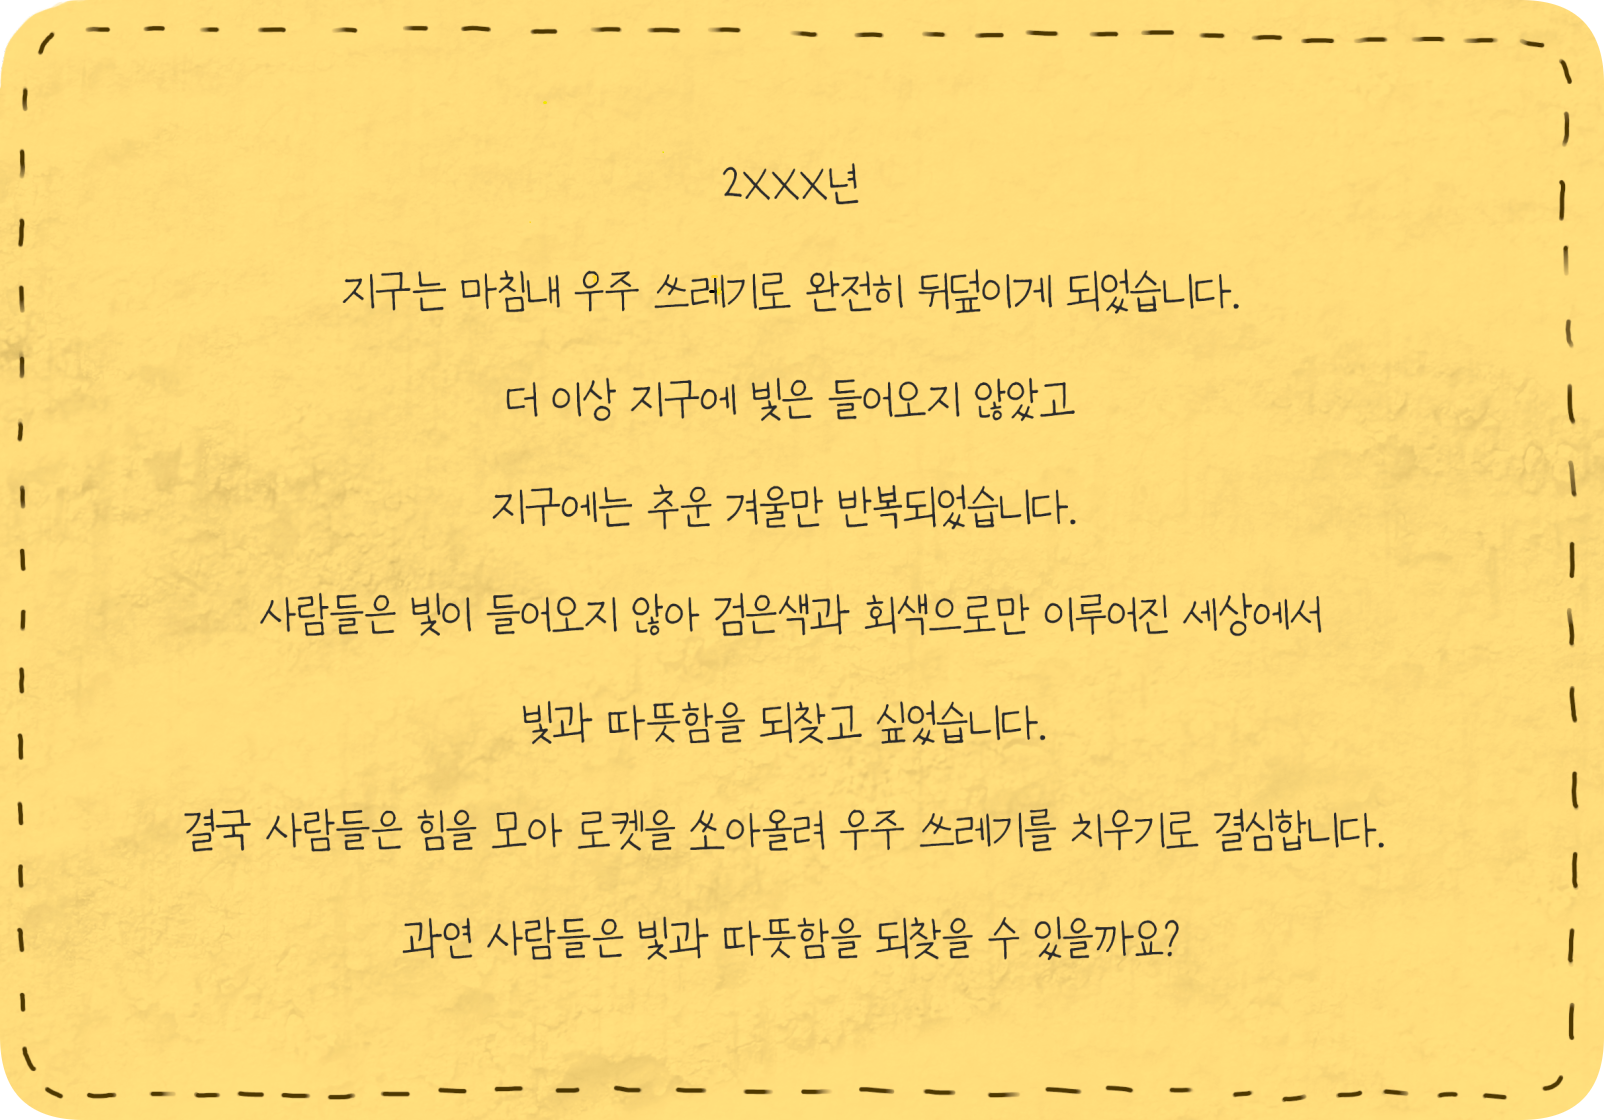 2XXX년
지구는 마침내 우주 쓰레기로 완전히 뒤덮이게 되었습니다.
더 이상 지구에 빛은 들어오지 않았고
지구에는 추운 겨울만 반복되었습니다.
사람들은 빛이 들어오지 않아 검은색과 회색으로만 이루어진 세상에서
빛과 따뜻함을 되찾고 싶었습니다.
결국 사람들은 힘을 모아 로켓을 쏘아올려 우주 쓰레기를 치우기로 결심합니다.
과연 사람들은 빛과 따뜻함을 되찾을 수 있을까요?